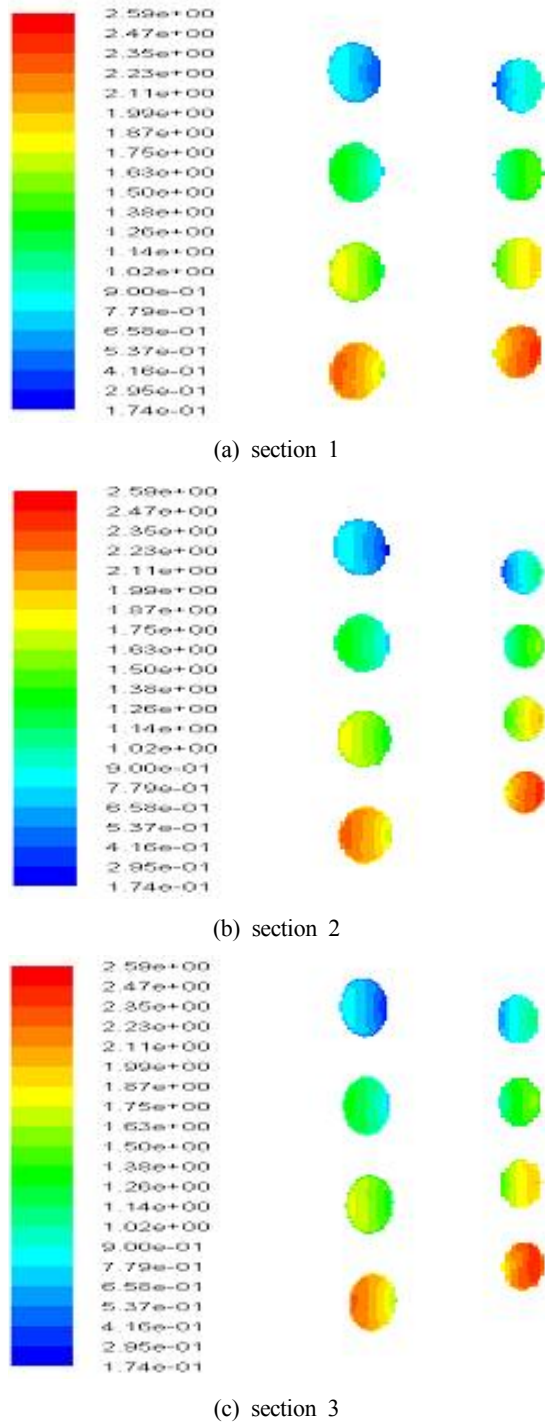 2.59e+00
2.47e+00
2.35e+00
2.23e+00
2.11e+00
1.99e+00
1.87e+00
1.75e+00
1.63e+00
1.50e+00
1.38e+00
1.26e+00
1.14e+00
1.02e+00
9.00e-01
7.79e-01
6.58e-01
5.37e-01
4.16e-01
2.95e-01
1.74e-01
(a) section 1
2.59e+00
2.47e+00
2.35e+00
2.23e+00
2.11e+00
1.99e+00
1.87e+00
1.75e+00
1.63e+00
1.50e+00
1.38e+00
1.26e+00
1.14e+00
1.02e+00
9.00e-01
7.79e-01
6.58e-01
5.37e-01
4.16e-01
2.95e-01
1.74e-01
(b) section 2
2.59e+00
2.47e+00
2.35e+00
2.23e+00
2.11e+00
1.99e+00
1.87e+00
1.75e+00
1.63e+00
1.50e+00
1.38e+00
1.26e+00
1.14e+00
1.02e+00
9.00e-01
7.79e-01
6.58e-01
5.37e-01
4.16e-01
2.95e-01
1.74e-01
(c) section 3